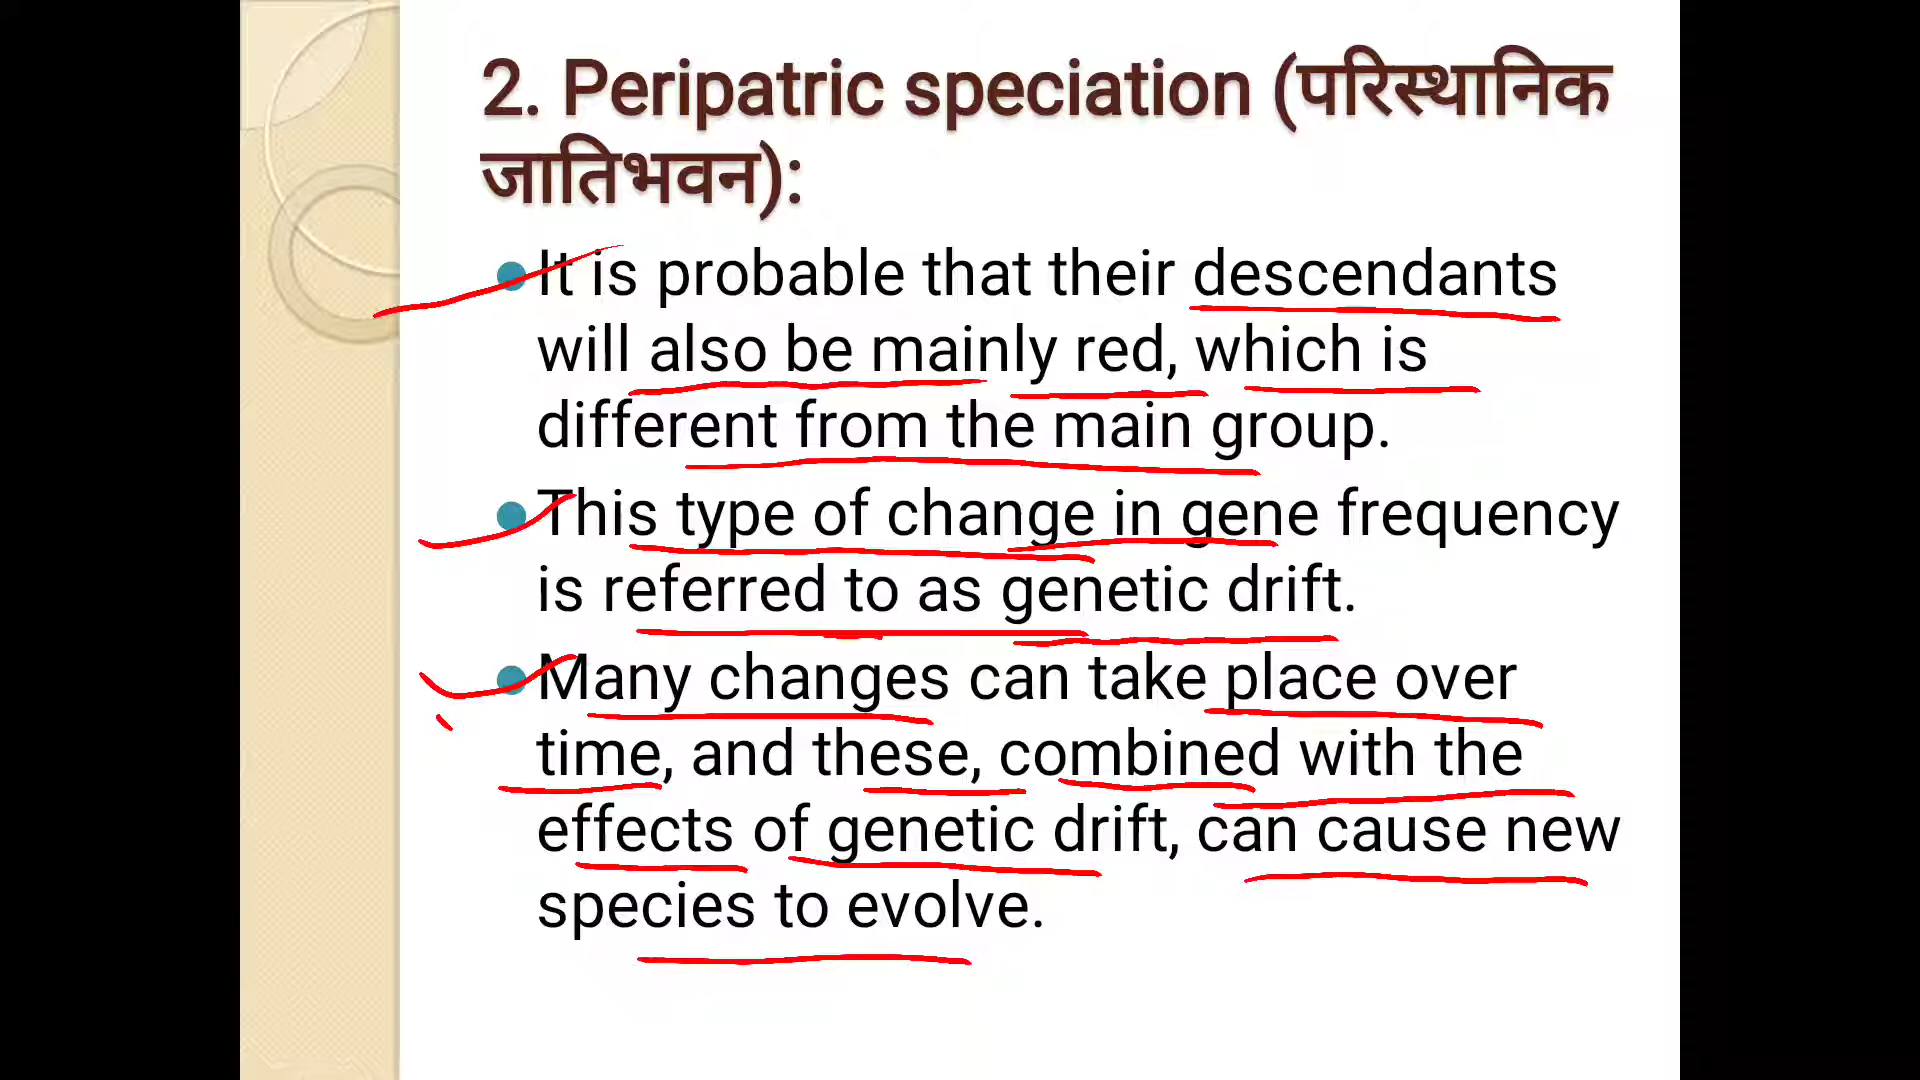 2. Peripatric speciation (परिस्थानिक
जातिभवन):
It is probable that their descendants
will also be mainly red, which is
different from the main group.
This type of change in gene frequency
is referred to as genetic drift.
Many changes can take place over
time, and these, combined with the
effects of genetic drift, can cause new
species to evolve.